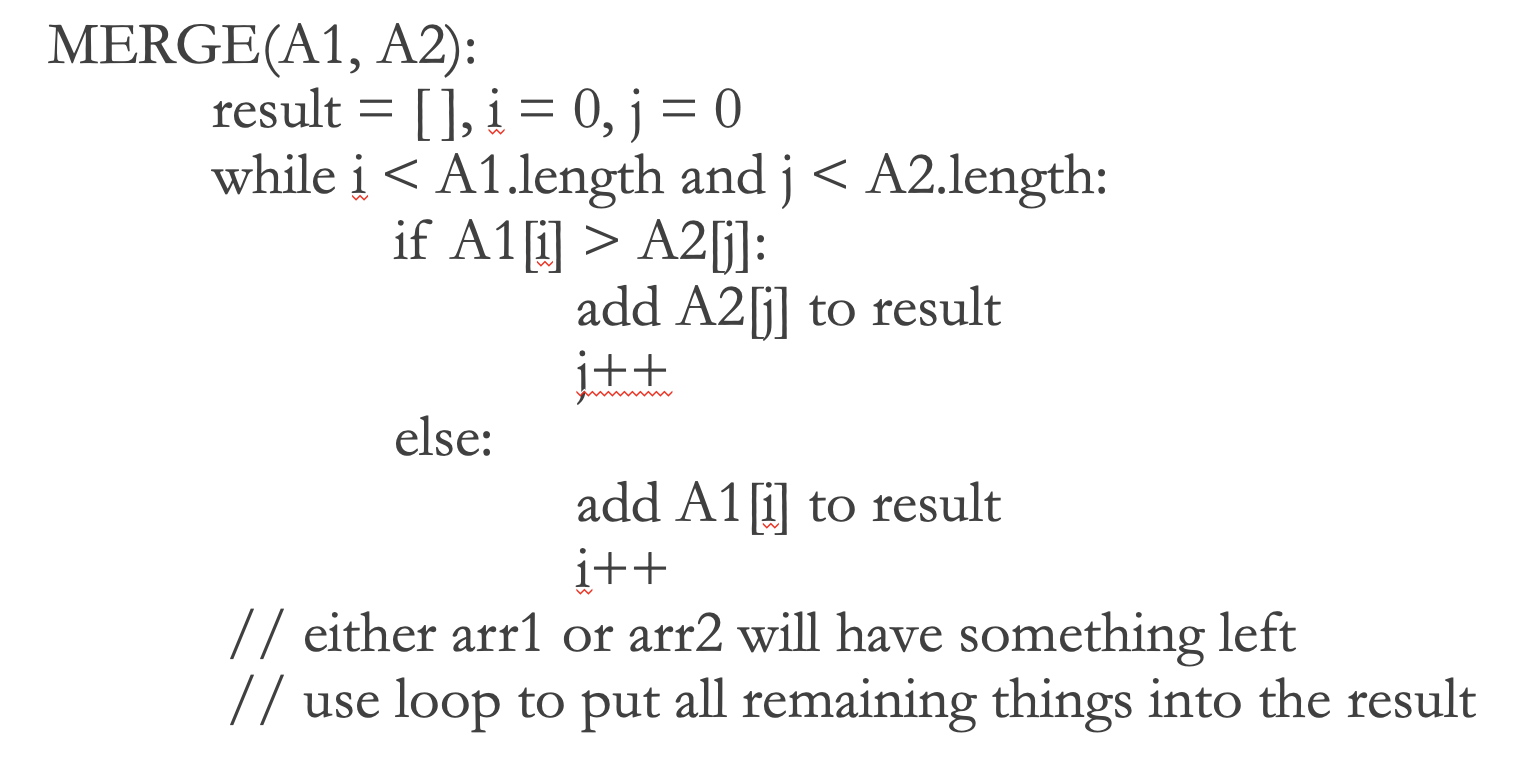 MERGE(A1, A2):
result = [ ], i = 0, j = 0
while i < A1.length and j < A2.length:
if A1[i] > A2[j]:
add A2[j] to result
j++
else:
add A1[i] to result
i++
// either arr1 or arr2 will have something left
// use loop to put all remaining things into the result